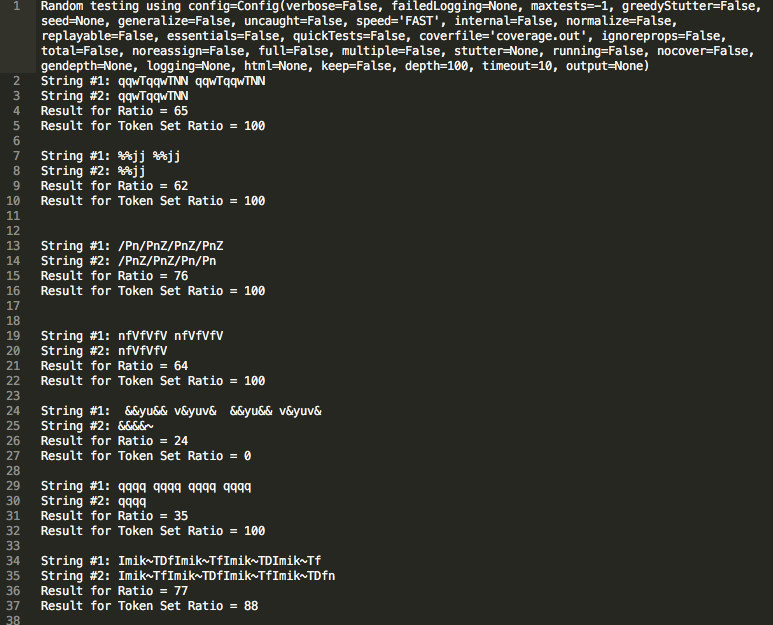 1 Random testing using config=Config(verbose=False, failedLogging=None, maxtests=-1, greedyStutter=False,
seed=None, generalize=False, uncaught=False, speed='FAST', internal=False, normalize=False,
replayable=False, essentials=False, quickTests=False, coverfile='coverage.out', ignoreprops=False,
total=False, noreassign=False, full=False, multiple=False, stutter=None, running=False, nocover=False,
gendepth=None, logging=None, html=None, keep=False, depth=100, timeout=10, output=None)
2 String #1: qqwTqqwTNN qqwTqqwTNN
3 String #2: qqwTqqwTNN
4 Result for Ratio = 65
5 Result for Token Set Ratio = 100
6
7 String #1: %%jj %%jj
8 String #2: %%jj
9 Result for Ratio = 62
10 Result for Token Set Ratio = 100
11
12
13 String #1: /Pn/PnZ/PnZ/PnZ
14 String #2: /PnZ/PnZ/Pn/Pn
15 Result for Ratio = 76
16 Result for Token Set Ratio = 100
17
18
19 String #1: nfVfVfV nfVfVfV
20 String #2: nfVfVfV
21 Result for Ratio = 64
22 Result for Token Set Ratio = 100
23
24 String #1:  &&yu&& v&yuv&  &&yu&& v&yuv&
25 String #2: &&&&~
26 Result for Ratio = 24
27 Result for Token Set Ratio = 0
28
29 String #1: qqqq qqqq qqqq qqqq
30 String #2: qqqq
31 Result for Ratio = 35
32 Result for Token Set Ratio = 100
33
34 String #1: Imik~TDfImik~TfImik~TDImik~Tf
35 String #2: Imik~TfImik~TDfImik~TfImik~TDfn
36 Result for Ratio = 77
37 Result for Token Set Ratio = 88
38